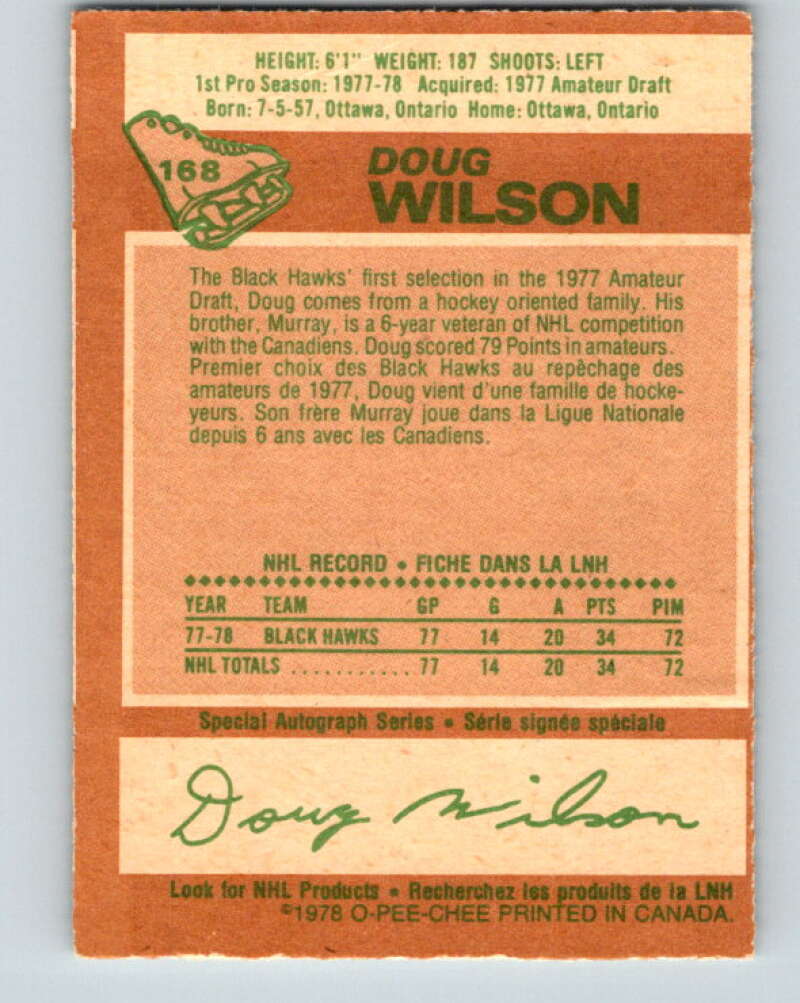 HEIGHT: 6'1" WEIGHT: 187 SHOOTS: LEFT
1st Pro Season: 1977-78 Acquired: 1977 Amateur Draft
Born: 7-5-57, Ottawa, Ontario Home: Ottawa, Ontario
168
DOUG
WILSON
The Black Hawks' first selection in the 1977 Amateur
Draft, Doug comes from a hockey oriented family. His
brother, Murray, is a 6-year veteran of NHL competition
with the Canadiens. Doug scored 79 Points in amateurs.
Premier choix des Black Hawks au repêchage des
amateurs de 1977, Doug vient d'une famille de hocke-
yeurs. Son frère Murray joue dans la Ligue Nationale
depuis 6 ans avec les Canadiens.
NHL RECORD • FICHE DANS LA LNH
YEAR TEAM GP G A PTS PIM
77-78 BLACK HAWKS 77 14 20 34 72
NHL TOTALS ............ 77 14 20 34 72
Special Autograph Series • Série signée spéciale
Doug Wilson
Look for NHL Products • Recherchez les produits de la LNH
©1978 O-PEE-CHEE PRINTED IN CANADA.